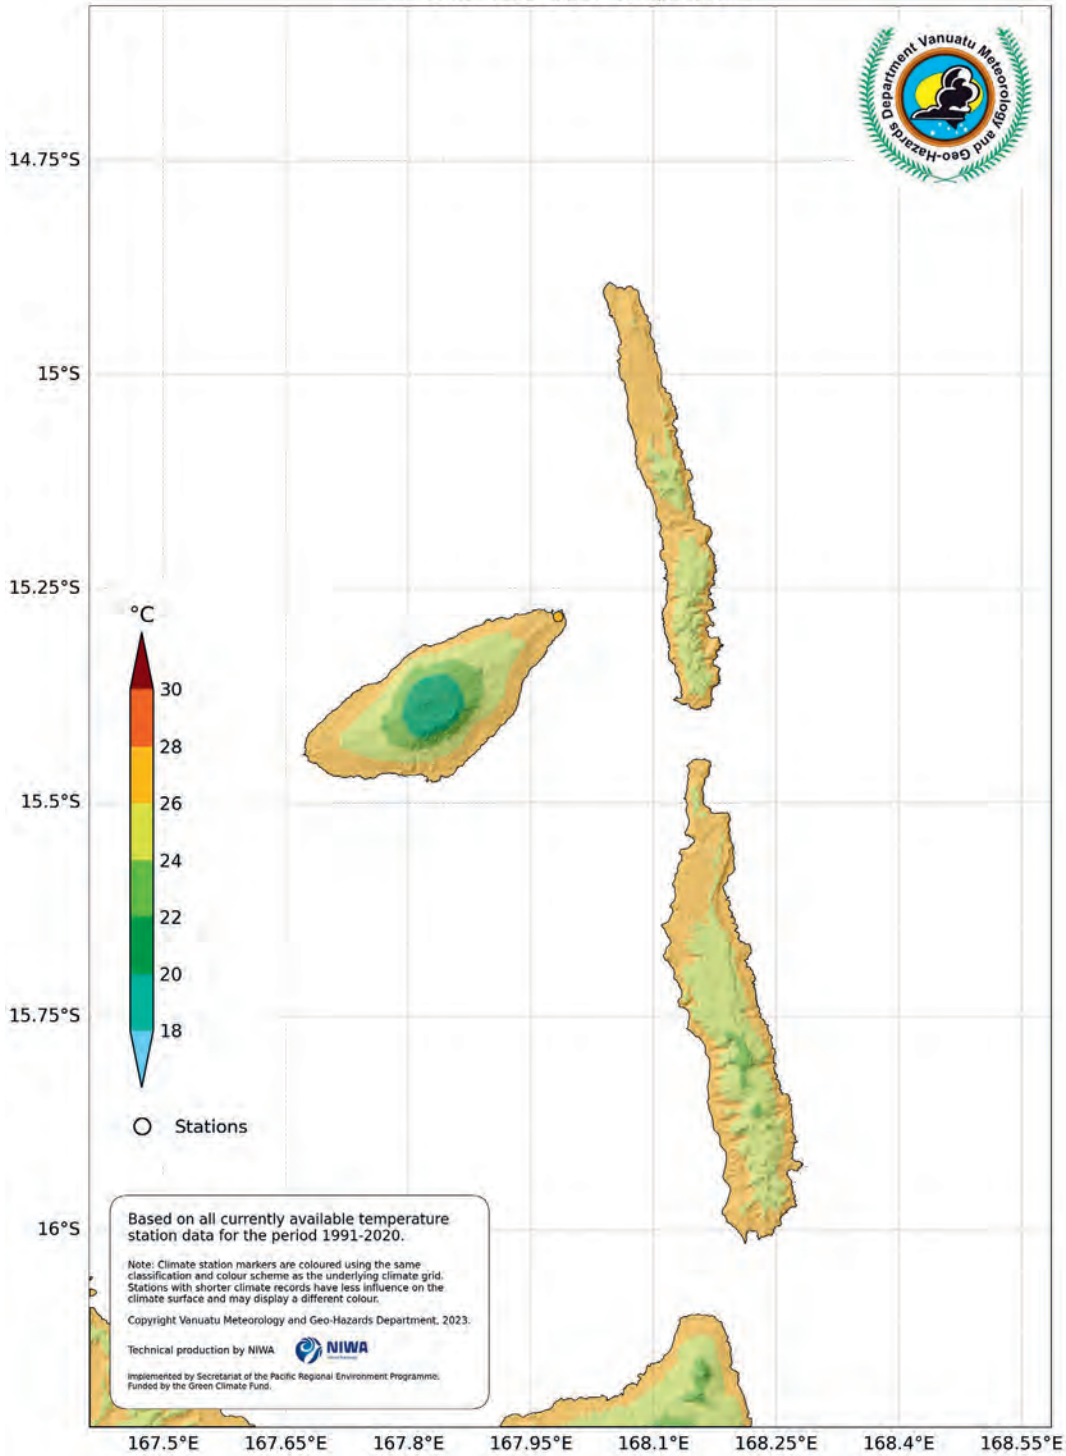 Vanuatu Meteorology and Geo-Hazards Department
14.75°S
15°S
15.25°S
°C
30
28
26
15.5°S
24
22
20
18
15.75°S
Stations
16°S
Based on all currently available temperature
station data for the period 1991-2020.
Note: Climate station markers are coloured using the same
classification and colour scheme as the underlying climate grid.
Stations with shorter climate records have less influence on the
climate surface and may display a different colour.
Copyright Vanuatu Meteorology and Geo-Hazards Department, 2023.
Technical production by NIWA NIWA
Implemented by Secretariat of the Pacific Regional Environment Programme.
Funded by the Green Climate Fund.
167.5°E 167.65°E 167.8°E 167.95°E 168.1°E 168.25°E 168.4°E 168.55°E